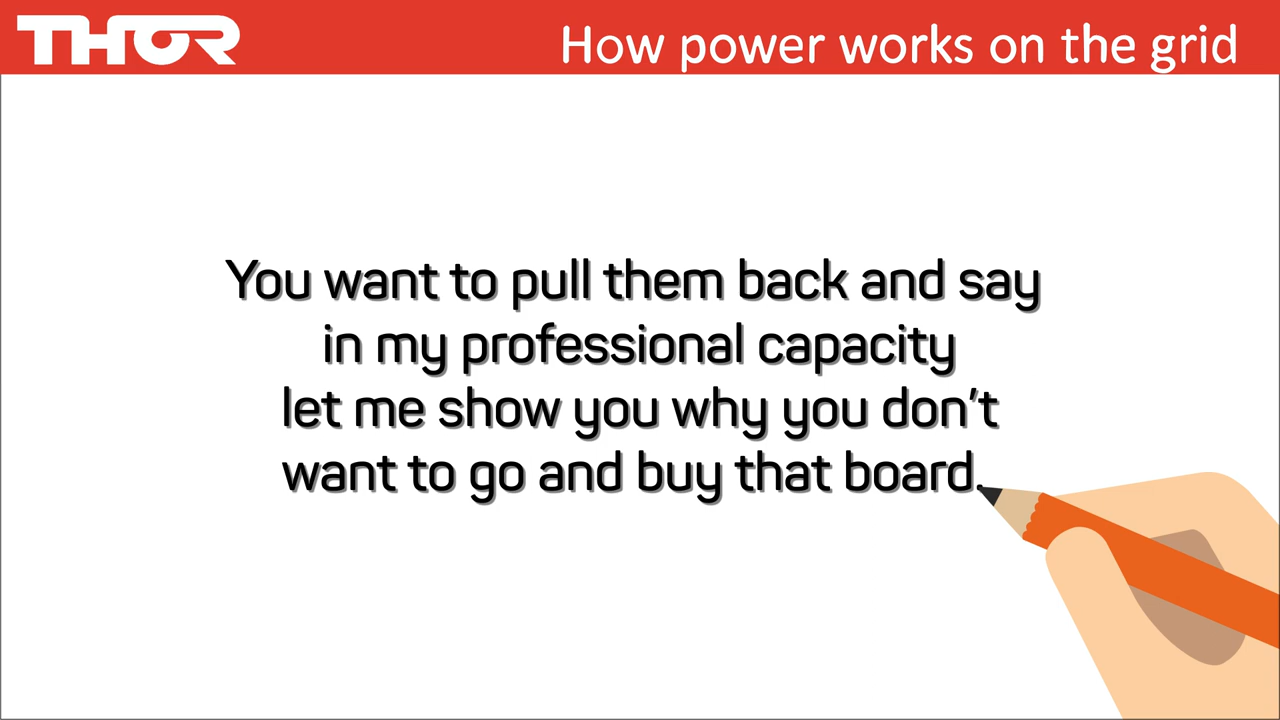 THOR
How power works on the grid
You want to pull them back and say
in my professional capacity
let me show you why you don't
want to go and buy that board.